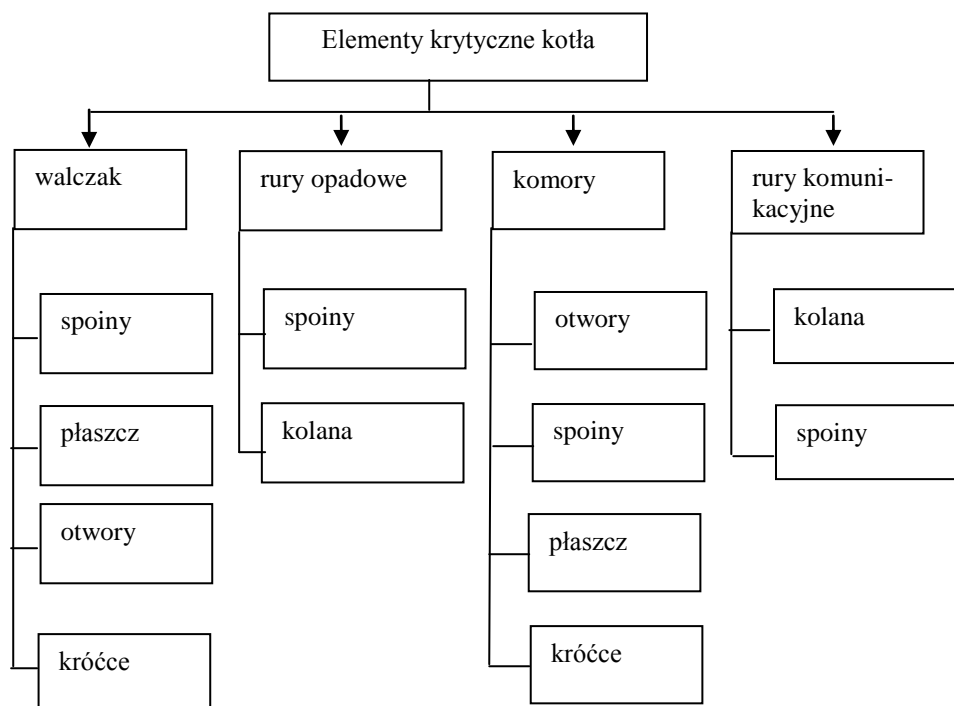 Elementy krytyczne kotła
walczak
rury opadowe
komory
rury komuni-
kacyjne
spoiny
płaszcz
otwory
króćce
spoiny
kolana
otwory
spoiny
płaszcz
króćce
kolana
spoiny